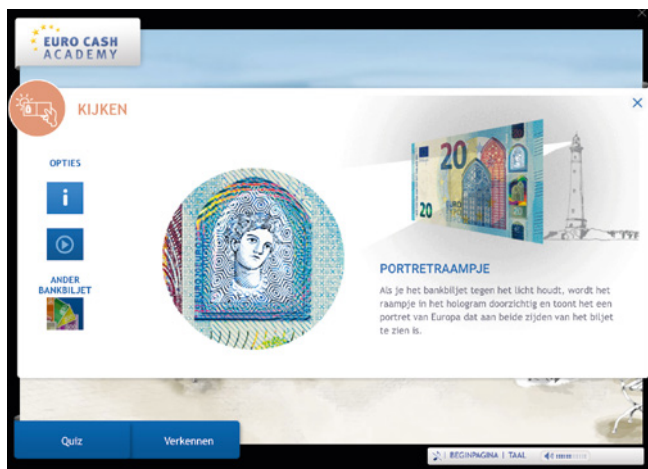 EURO CASH
ACADEMY
KIJKEN
OPTIES
i
ANDER
BANKBILJET
20
EURO
20
PORTRETRAAMPJE
Als je het bankbiljet tegen het licht houdt, wordt het
raampje in het hologram doorzichtig en toont het een
portret van Europa dat aan beide zijden van het biljet
te zien is.
Quiz
Verkennen
BEGINPAGINA | TAAL